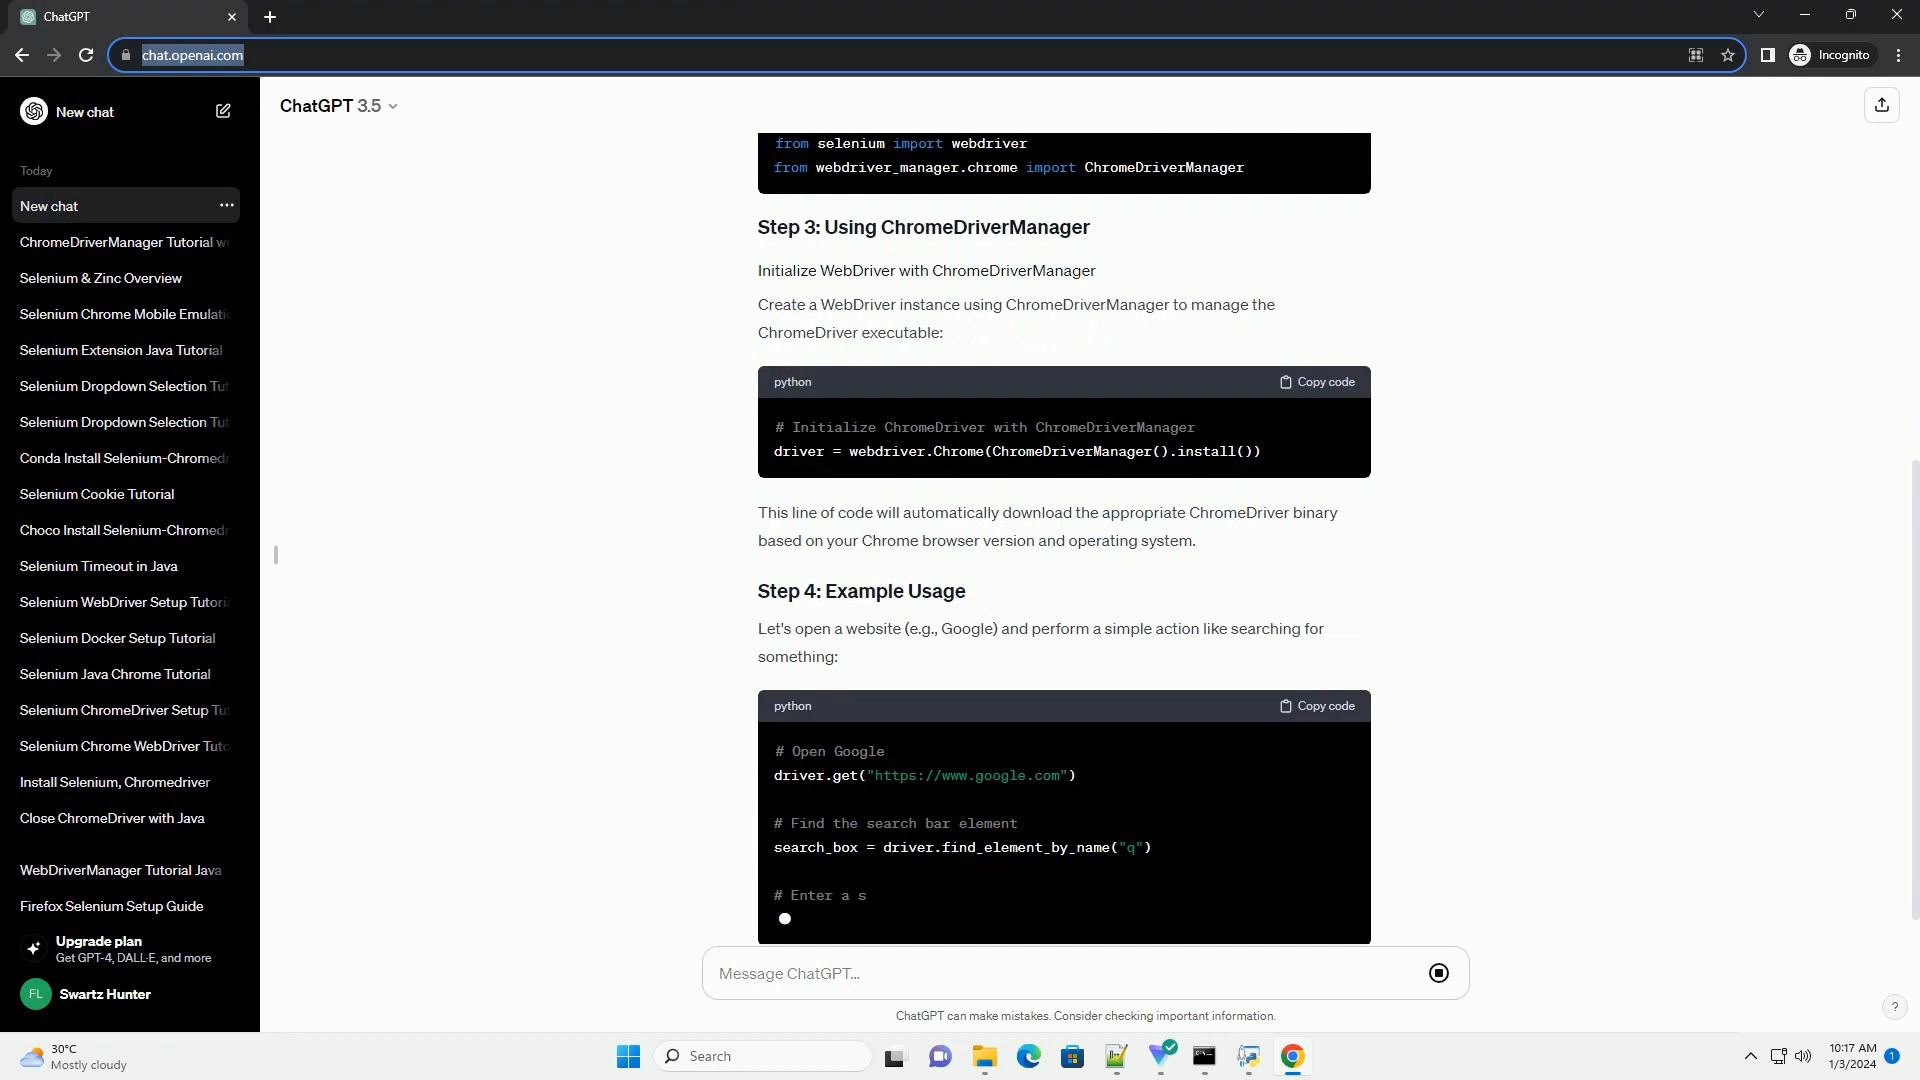 ChatGPT
chat.openai.com
Incognito
New chat
Today
New chat
ChromeDriverManager Tutorial w
Selenium & Zinc Overview
Selenium Chrome Mobile Emulati
Selenium Extension Java Tutorial
Selenium Dropdown Selection Tut
Selenium Dropdown Selection Tut
Conda Install Selenium-Chromed
Selenium Cookie Tutorial
Choco Install Selenium-Chromed
Selenium Timeout in Java
Selenium WebDriver Setup Tutoria
Selenium Docker Setup Tutorial
Selenium Java Chrome Tutorial
Selenium ChromeDriver Setup Tut
Selenium Chrome WebDriver Tuto
Install Selenium, Chromedriver
Close ChromeDriver with Java
WebDriverManager Tutorial Java
Firefox Selenium Setup Guide
Upgrade plan
Get GPT-4, DALL·E, and more
FL
Swartz Hunter
ChatGPT 3.5
from selenium import webdriver
from webdriver_manager.chrome import ChromeDriverManager
Step 3: Using ChromeDriverManager
Initialize WebDriver with ChromeDriverManager
Create a WebDriver instance using ChromeDriverManager to manage the
ChromeDriver executable:
python
Copy code
# Initialize ChromeDriver with ChromeDriverManager
driver = webdriver.Chrome(ChromeDriverManager().install())
This line of code will automatically download the appropriate ChromeDriver binary
based on your Chrome browser version and operating system.
Step 4: Example Usage
Let's open a website (e.g., Google) and perform a simple action like searching for
something:
python
Copy code
# Open Google
driver.get("https://www.google.com")
# Find the search bar element
search_box = driver.find_element_by_name("q")
# Enter a s
Message ChatGPT…
ChatGPT can make mistakes. Consider checking important information.
?
30°C
Mostly cloudy
Search
10:17 AM
1/3/2024
1